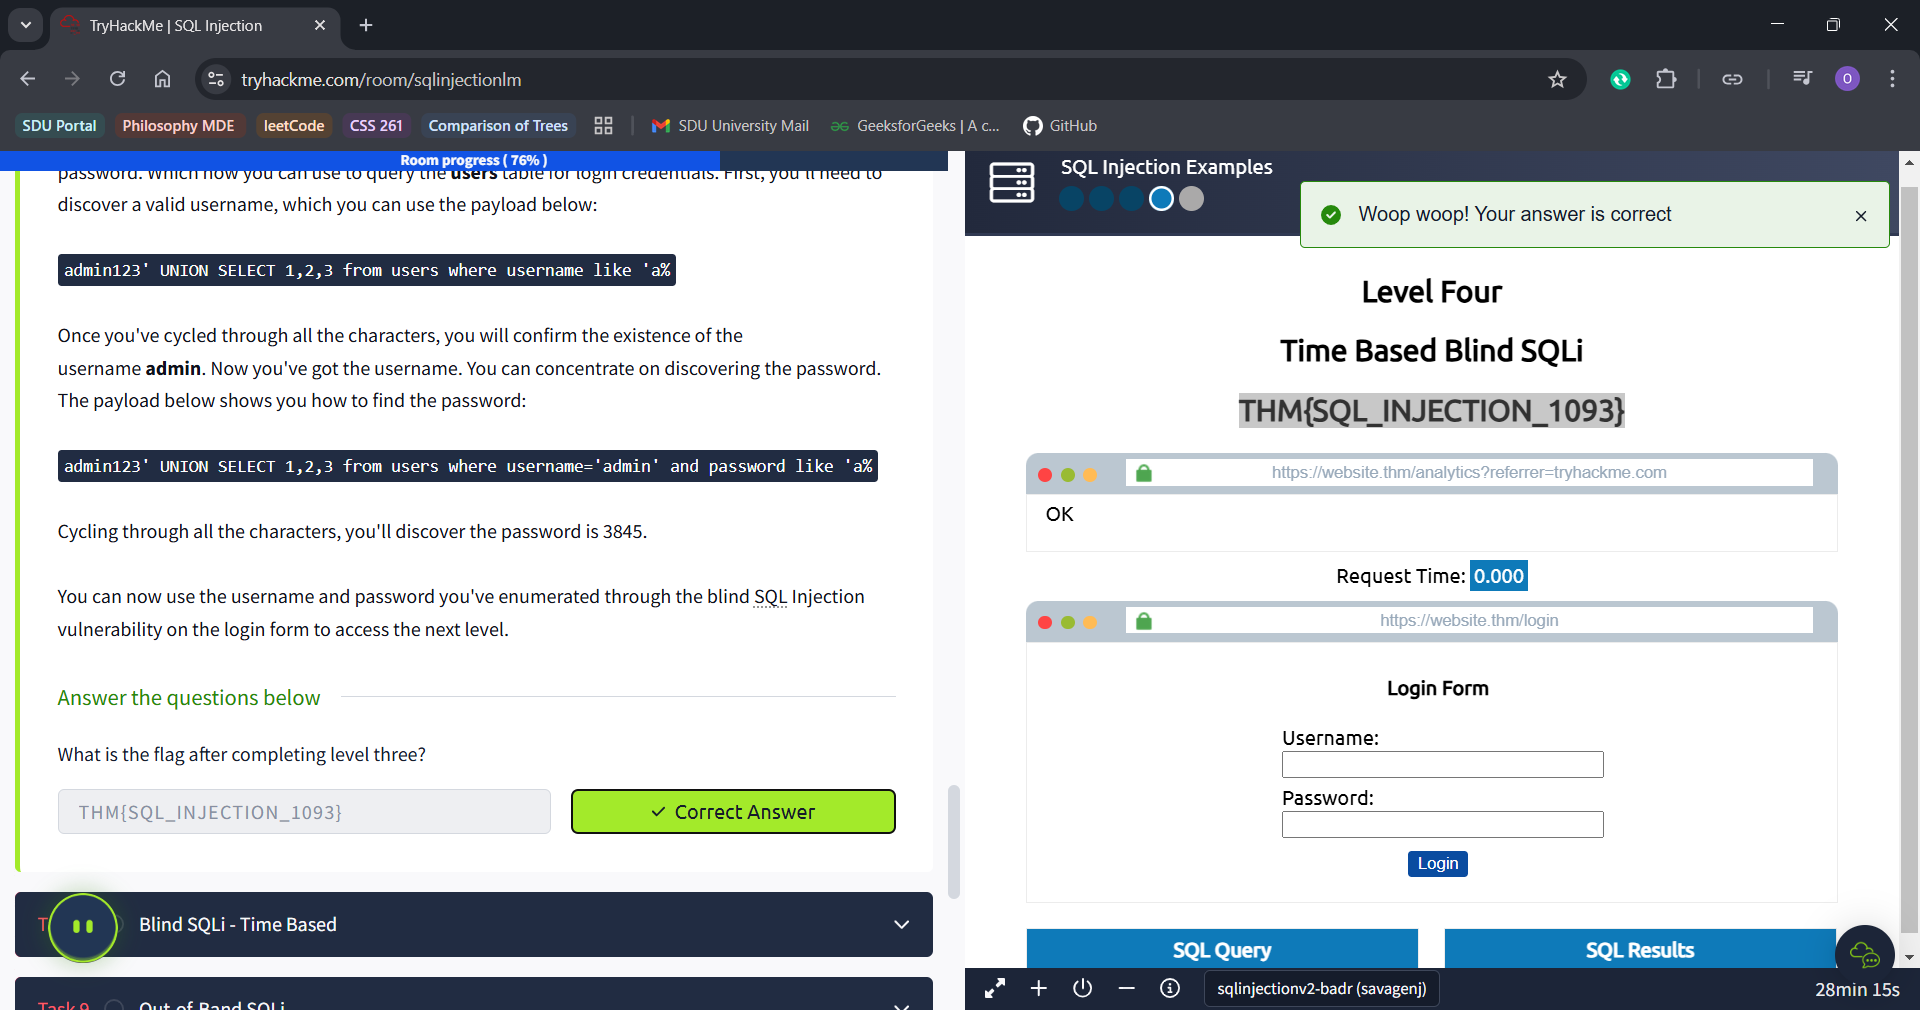 TryHackMe | SQL Injection
tryhackme.com/room/sqlinjectionlm
O
SDU Portal
Philosophy MDE
leetCode
CSS 261
Comparison of Trees
SDU University Mail
GeeksforGeeks | A c...
GitHub
Room progress ( 76% )
password. Which now you can use to query the users table for login credentials. First, you'll need to
discover a valid username, which you can use the payload below:
admin123' UNION SELECT 1,2,3 from users where username like 'a%
Once you've cycled through all the characters, you will confirm the existence of the
username admin. Now you've got the username. You can concentrate on discovering the password.
The payload below shows you how to find the password:
admin123' UNION SELECT 1,2,3 from users where username='admin' and password like 'a%
Cycling through all the characters, you'll discover the password is 3845.
You can now use the username and password you've enumerated through the blind SQL Injection
vulnerability on the login form to access the next level.
Answer the questions below
What is the flag after completing level three?
THM{SQL_INJECTION_1093}
Correct Answer
Blind SQLi - Time Based
Task 9
Out-of-Band SQLi
SQL Injection Examples
Woop woop! Your answer is correct
Level Four
Time Based Blind SQLi
THM{SQL_INJECTION_1093}
https://website.thm/analytics?referrer=tryhackme.com
OK
Request Time: 0.000
https://website.thm/login
Login Form
Username:
Password:
Login
SQL Query
SQL Results
sqlinjectionv2-badr (savagenj)
28min 15s